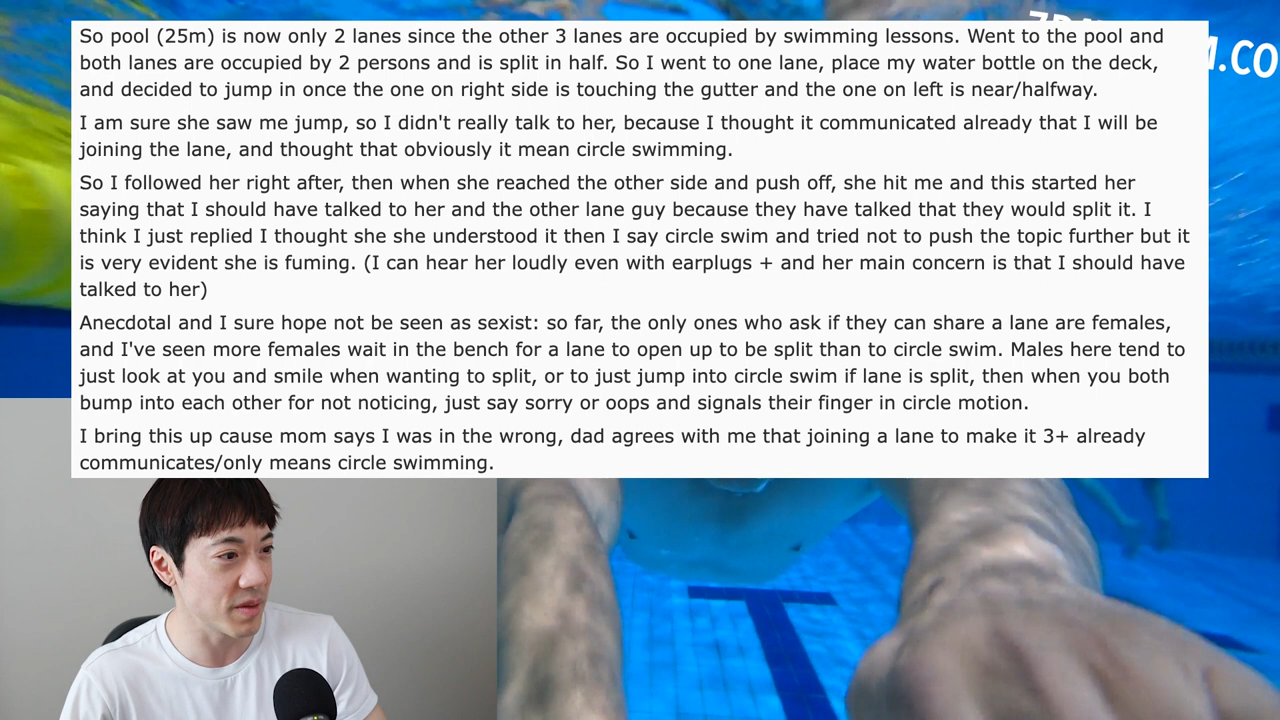 So pool (25m) is now only 2 lanes since the other 3 lanes are occupied by swimming lessons. Went to the pool and
both lanes are occupied by 2 persons and is split in half. So I went to one lane, place my water bottle on the deck,
and decided to jump in once the one on right side is touching the gutter and the one on left is near/halfway.
I am sure she saw me jump, so I didn't really talk to her, because I thought it communicated already that I will be
joining the lane, and thought that obviously it mean circle swimming.
So I followed her right after, then when she reached the other side and push off, she hit me and this started her
saying that I should have talked to her and the other lane guy because they have talked that they would split it. I
think I just replied I thought she she understood it then I say circle swim and tried not to push the topic further but it
is very evident she is fuming. (I can hear her loudly even with earplugs + and her main concern is that I should have
talked to her)
Anecdotal and I sure hope not be seen as sexist: so far, the only ones who ask if they can share a lane are females,
and I've seen more females wait in the bench for a lane to open up to be split than to circle swim. Males here tend to
just look at you and smile when wanting to split, or to just jump into circle swim if lane is split, then when you both
bump into each other for not noticing, just say sorry or oops and signals their finger in circle motion.
I bring this up cause mom says I was in the wrong, dad agrees with me that joining a lane to make it 3+ already
communicates/only means circle swimming.